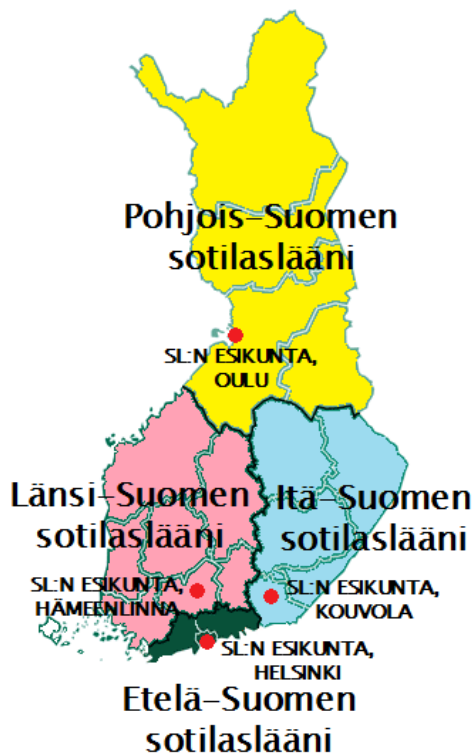 Pohjois-Suomen
sotilaslääni
SL:N ESIKUNTA,
OULU
Länsi-Suomen
sotilaslääni
SL:N ESIKUNTA,
HÄMEENLINNA
Itä-Suomen
sotilaslääni
SL:N ESIKUNTA,
KOUVOLA
SL:N ESIKUNTA,
HELSINKI
Etelä-Suomen
sotilaslääni